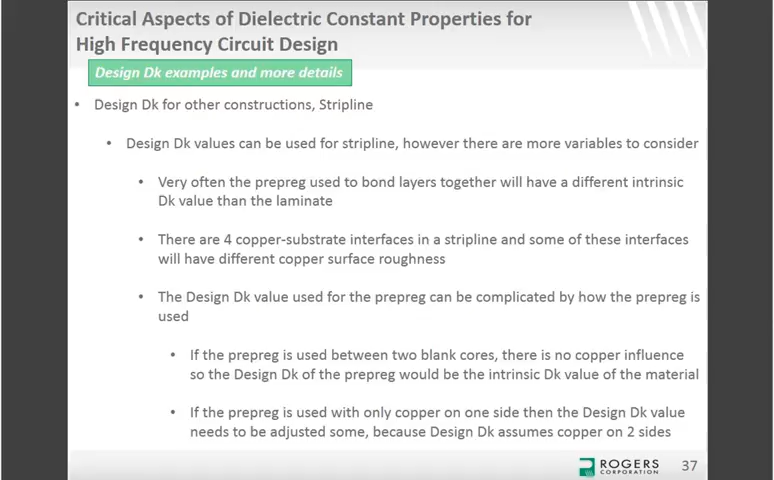 Critical Aspects of Dielectric Constant Properties for
High Frequency Circuit Design
Design Dk examples and more details
• Design Dk for other constructions, Stripline
• Design Dk values can be used for stripline, however there are more variables to consider
• Very often the prepreg used to bond layers together will have a different intrinsic
Dk value than the laminate
• There are 4 copper-substrate interfaces in a stripline and some of these interfaces
will have different copper surface roughness
• The Design Dk value used for the prepreg can be complicated by how the prepreg is
used
• If the prepreg is used between two blank cores, there is no copper influence
so the Design Dk of the prepreg would be the intrinsic Dk value of the material
• If the prepreg is used with only copper on one side then the Design Dk value
needs to be adjusted some, because Design Dk assumes copper on 2 sides
ROGERS
CORPORATION
37